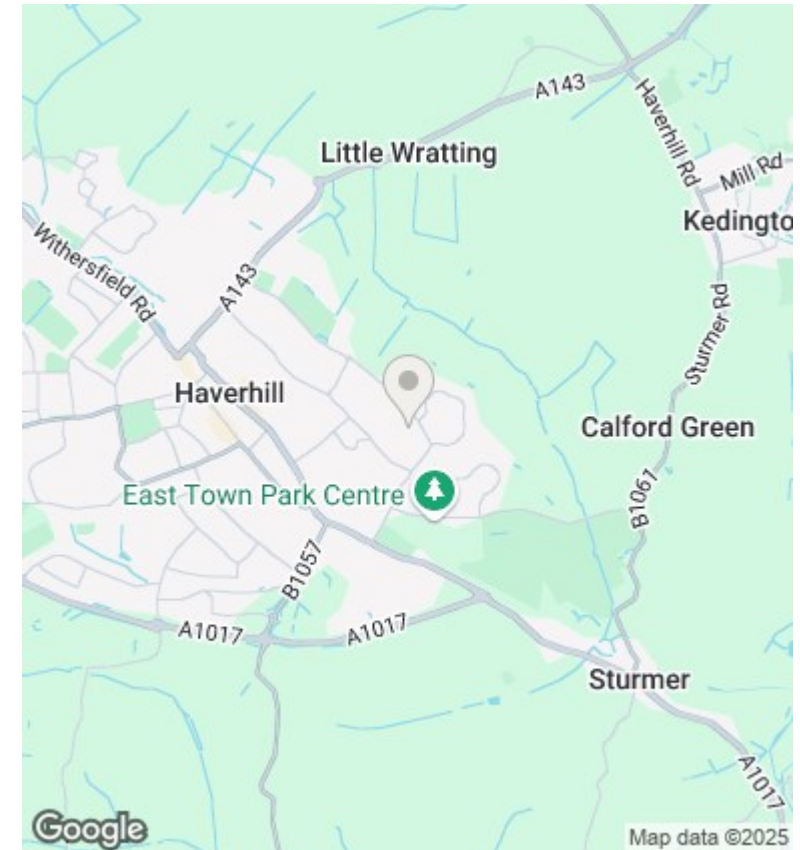 A143
Haverhill Rd
Little Wratting
Mill Rd
Kedingto
Withersfield Rd
A143
Sturmer Rd
Haverhill
Calford Green
East Town Park Centre
B1061
B1057
A1017
A1017
Sturmer
A1017
Google
Map data ©2025